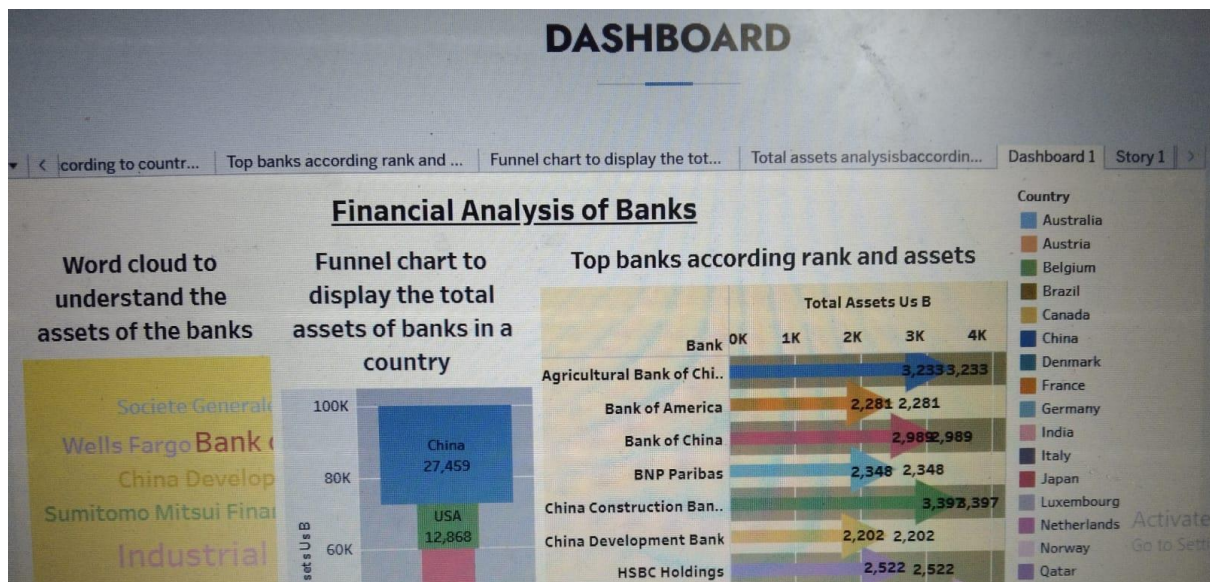 DASHBOARD
cording to countr...
Top banks according rank and ...
Funnel chart to display the tot...
Total assets analysisbaccordin...
Dashboard 1
Story 1
Financial Analysis of Banks
Word cloud to
understand the
assets of the banks
Societe Generale
Wells Fargo Bank
China Develop
Sumitomo Mitsui Finan
Industrial
Funnel chart to
display the total
assets of banks in a
country
100K
80K
60K
sets Us B
China
27,459
USA
12,868
Top banks according rank and assets
Total Assets Us B
Bank 0K 1K 2K 3K 4K
Agricultural Bank of Chi.. 3,233 3,233
Bank of America 2,281 2,281
Bank of China 2,989 2,989
BNP Paribas 2,348 2,348
China Construction Ban.. 3,397 3,397
China Development Bank 2,202 2,202
HSBC Holdings 2,522 2,522
Country
Australia
Austria
Belgium
Brazil
Canada
China
Denmark
France
Germany
India
Italy
Japan
Luxembourg
Netherlands
Norway
Qatar
Activate
Go to Setti